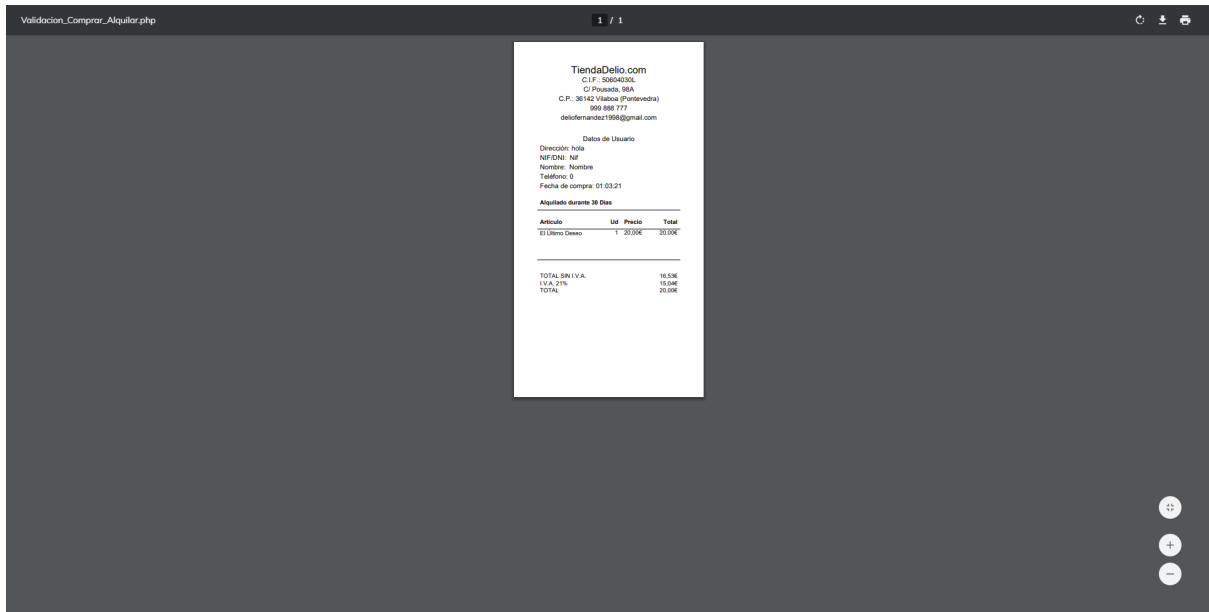 Validacion_Comprar_Alquilar.php
1 / 1
TiendaDelio.com
C.I.F.: 50604030L
C/ Pousada, 98A
C.P.: 36142 Vilaboa (Pontevedra)
999 888 777
deliofernandez1998@gmail.com
Datos de Usuario
Dirección: hola
NIF/DNI: Nif
Nombre: Nombre
Teléfono: 0
Fecha de compra: 01:03:21
Alquilado durante 30 Dias
Articulo Ud Precio Total
El Último Deseo 1 20,00€ 20,00€
TOTAL SIN I.V.A. 16,53€
I.V.A. 21% 15,04€
TOTAL 20,00€